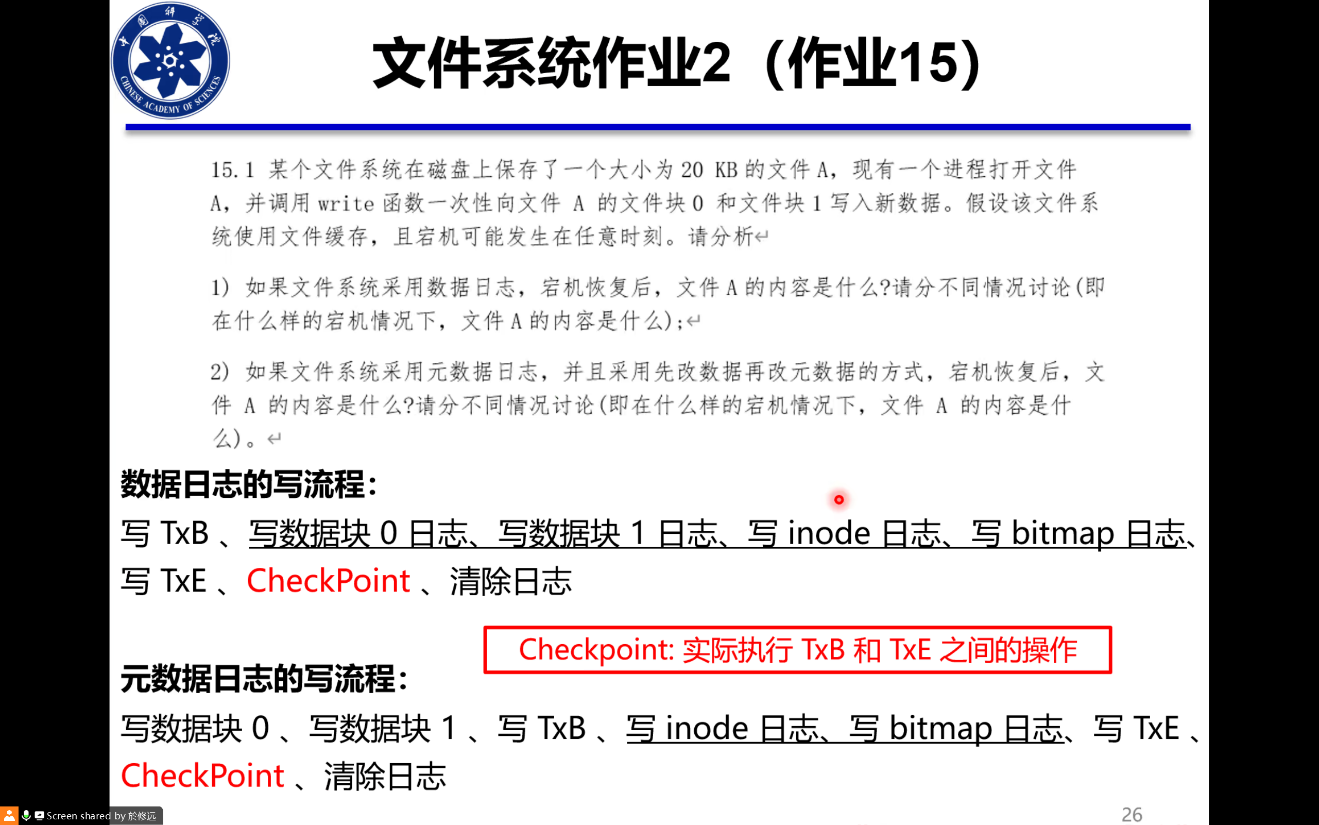 中国科学院
CHINESE ACADEMY OF SCIENCES
文件系统作业2（作业15）
15.1 某个文件系统在磁盘上保存了一个大小为 20 KB 的文件 A，现有一个进程打开文件
A，并调用 write 函数一次性向文件 A 的文件块 0 和文件块 1 写入新数据。假设该文件系
统使用文件缓存，且宕机可能发生在任意时刻。请分析↵
1) 如果文件系统采用数据日志，宕机恢复后，文件 A 的内容是什么?请分不同情况讨论(即
在什么样的宕机情况下，文件 A 的内容是什么);↵
2) 如果文件系统采用元数据日志，并且采用先改数据再改元数据的方式，宕机恢复后，文
件 A 的内容是什么?请分不同情况讨论(即在什么样的宕机情况下，文件 A 的内容是什
么)。↵
数据日志的写流程：
写 TxB 、写数据块 0 日志、写数据块 1 日志、写 inode 日志、写 bitmap 日志、
写 TxE 、CheckPoint 、清除日志
Checkpoint: 实际执行 TxB 和 TxE 之间的操作
元数据日志的写流程：
写数据块 0 、写数据块 1 、写 TxB 、写 inode 日志、写 bitmap 日志、写 TxE 、
CheckPoint 、清除日志
26
Screen shared by 於修远